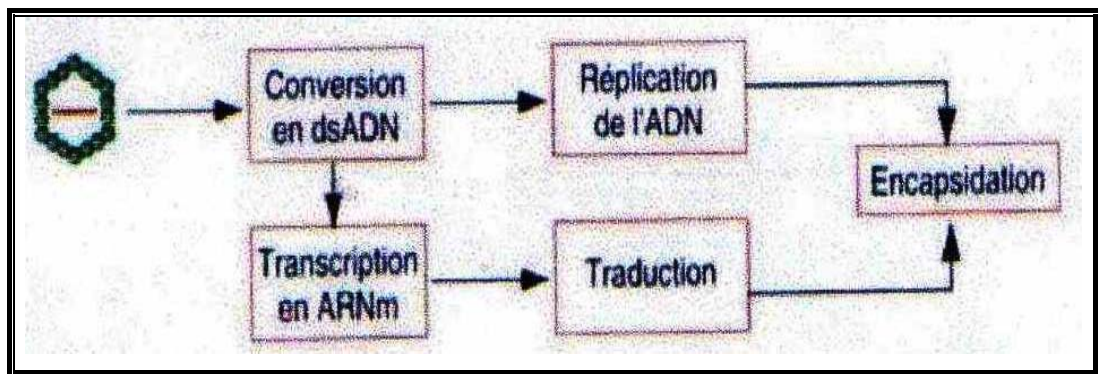 Conversion
en dsADN
Réplication
de l'ADN
Encapsidation
Transcription
en ARNm
Traduction